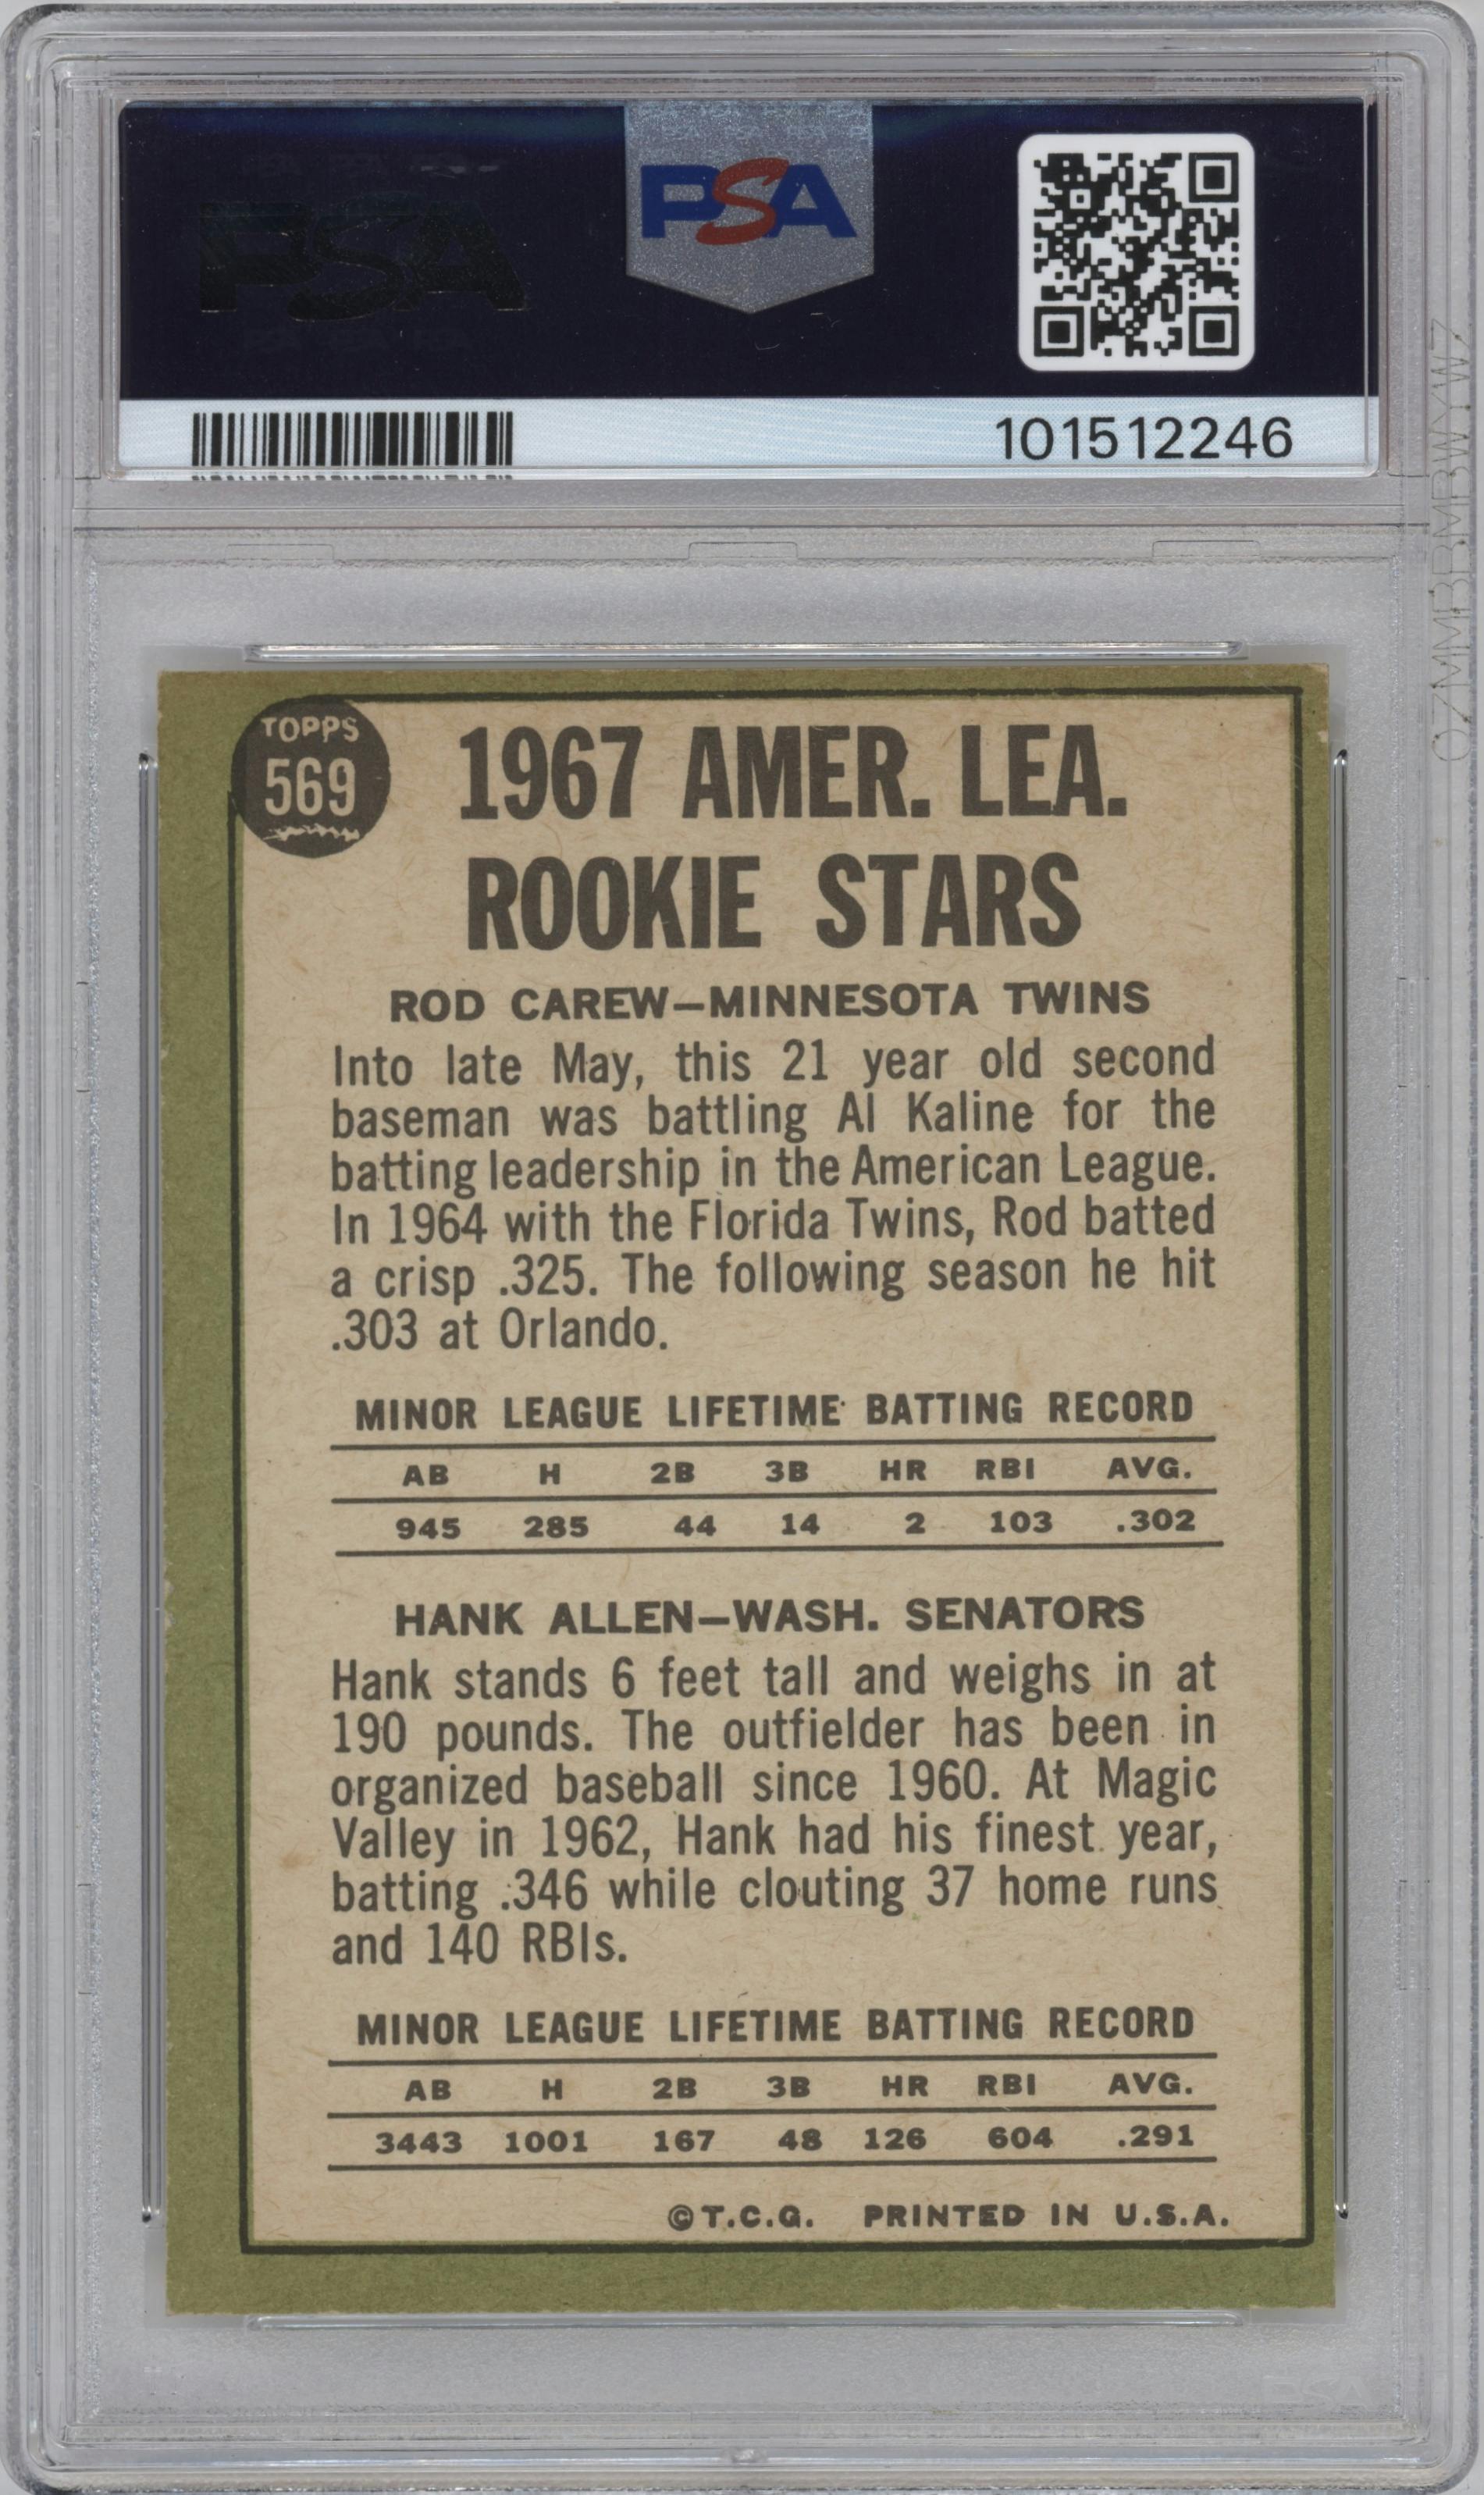 PSA
PSA
101512246
TOPPS
569
1967 AMER. LEA.
ROOKIE STARS
ROD CAREW—MINNESOTA TWINS
Into late May, this 21 year old second
baseman was battling Al Kaline for the
batting leadership in the American League.
In 1964 with the Florida Twins, Rod batted
a crisp .325. The following season he hit
.303 at Orlando.
MINOR LEAGUE LIFETIME BATTING RECORD
AB H 2B 3B HR RBI AVG.
945 285 44 14 2 103 .302
HANK ALLEN—WASH. SENATORS
Hank stands 6 feet tall and weighs in at
190 pounds. The outfielder has been in
organized baseball since 1960. At Magic
Valley in 1962, Hank had his finest year,
batting .346 while clouting 37 home runs
and 140 RBIs.
MINOR LEAGUE LIFETIME BATTING RECORD
AB H 2B 3B HR RBI AVG.
3443 1001 167 48 126 604 .291
©T.C.G. PRINTED IN U.S.A.